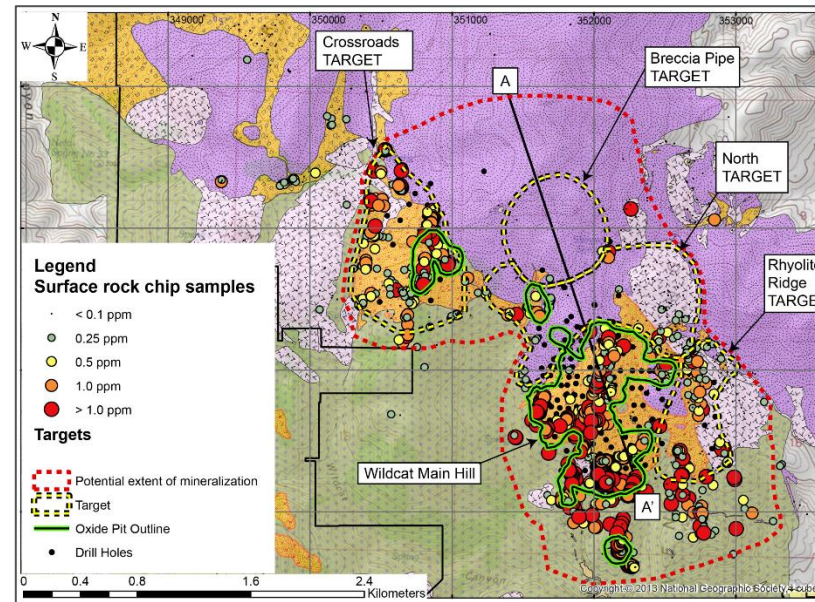 349000 350000 351000 352000 353000
N
W E
S
Crossroads
TARGET
A
Breccia Pipe
TARGET
North
TARGET
Rhyolite
Ridge
TARGE
Legend
Surface rock chip samples
< 0.1 ppm
0.25 ppm
0.5 ppm
1.0 ppm
> 1.0 ppm
Targets
Potential extent of mineralization
Target
Oxide Pit Outline
Drill Holes
Wildcat Main Hill
A'
0 0.4 0.8 1.6 2.4
Kilometers
Copyright:© 2013 National Geographic Society, i-cube